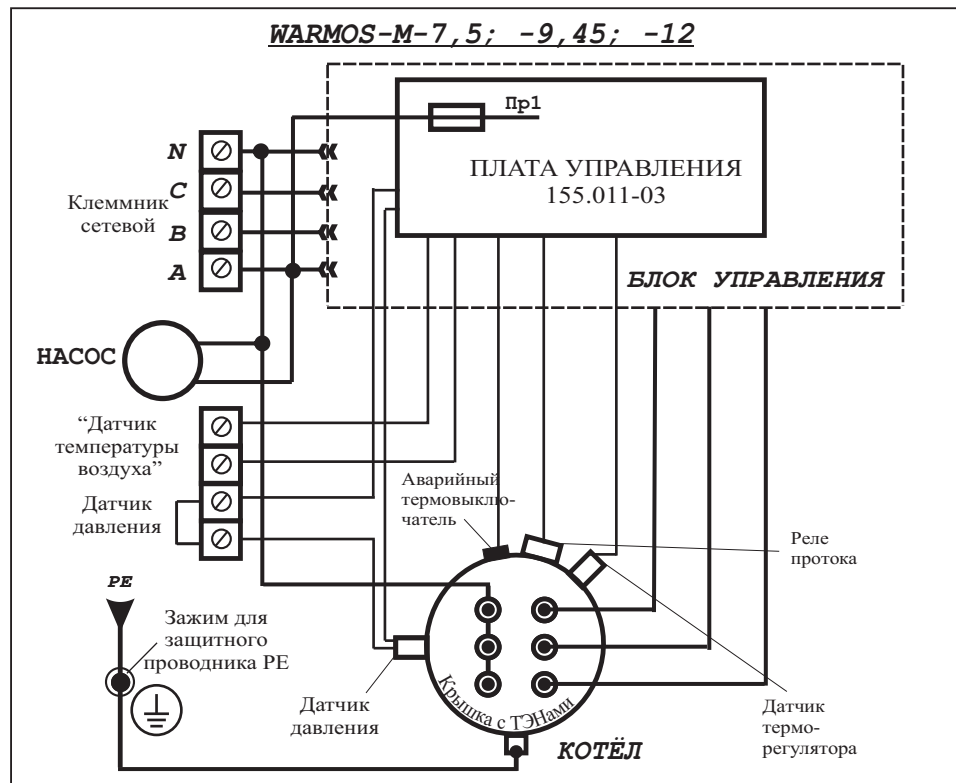 WARMOS-M-7,5; -9,45; -12
Пр1
ПЛАТА УПРАВЛЕНИЯ
155.011-03
N
C
B
A
Клеммник
сетевой
БЛОК УПРАВЛЕНИЯ
НАСОС
“Датчик
температуры
воздуха”
Датчик
давления
Аварийный
термовыклю-
чатель
Реле
протока
PE
Зажим для
защитного
проводника PE
Крышка с ТЭНами
Датчик
давления
КОТЁЛ
Датчик
термо-
регулятора